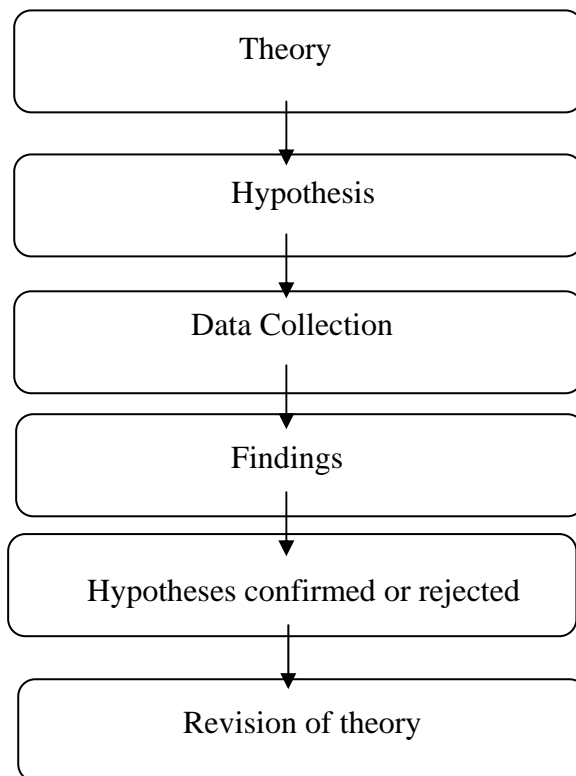 Theory
Hypothesis
Data Collection
Findings
Hypotheses confirmed or rejected
Revision of theory